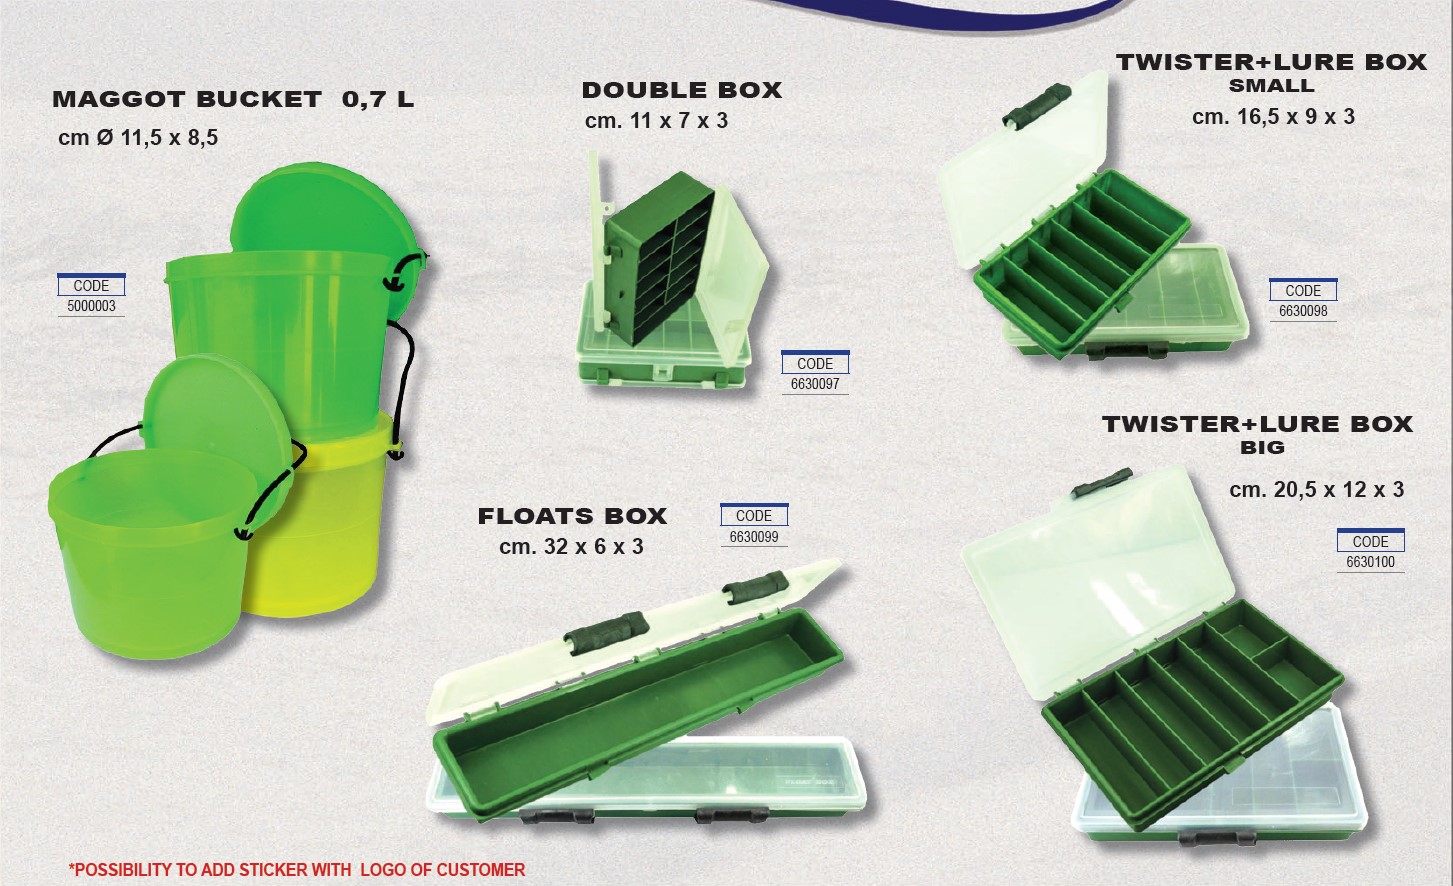 MAGGOT BUCKET 0,7 L
cm Ø 11,5 x 8,5
CODE
5000003
DOUBLE BOX
cm. 11 x 7 x 3
CODE
6630097
TWISTER+LURE BOX
SMALL
cm. 16,5 x 9 x 3
CODE
6630098
FLOATS BOX
cm. 32 x 6 x 3
CODE
6630099
TWISTER+LURE BOX
BIG
cm. 20,5 x 12 x 3
CODE
6630100
*POSSIBILITY TO ADD STICKER WITH LOGO OF CUSTOMER